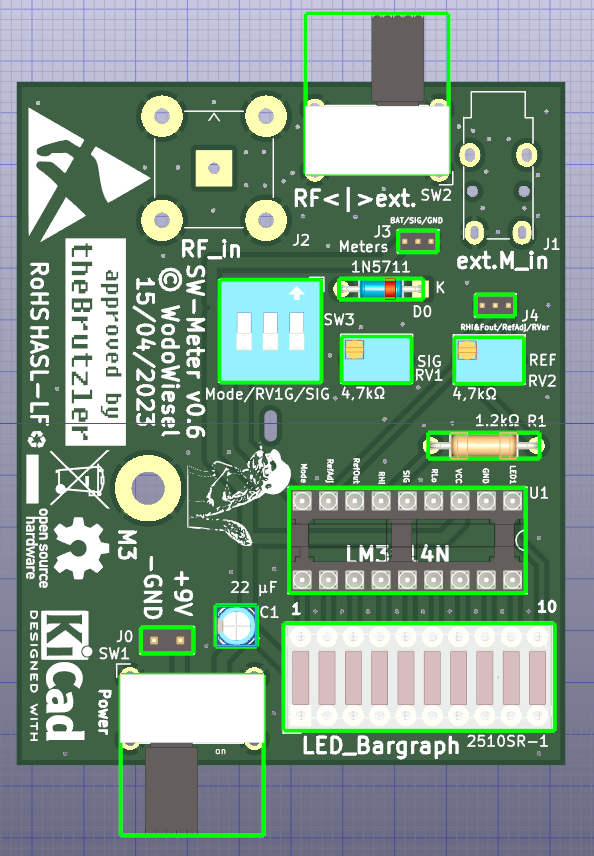 RF<|>ext.
SW2
RF_in
J2
BAT/SIG/GND
J3
Meters
J1
ext.M_in
1N5711
K
D0
J4
RHI&Fout/RefAdj/RVar
SW3
Mode/RV1G/SIG
SIG
RV1
4,7kΩ
REF
RV2
4,7kΩ
1.2kΩ R1
RoHS HASL-LF
approved by
theBrutzler
SW-Meter v0.6
© WodoWiesel
15/04/2023
Mode
RefAdj
RefOut
RHI
SIG
RLo
VCC
GND
LED1
U1
open source
hardware
M3
-GND
+9V
22 µF
C1
1
10
J0
SW1
KiCad
DESIGNED WITH
Power
on
LED_Bargraph
2510SR-1